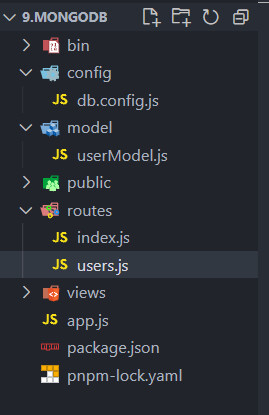 9.MONGODB
bin
config
JS db.config.js
model
JS userModel.js
public
routes
JS index.js
JS users.js
views
JS app.js
package.json
pnpm-lock.yaml